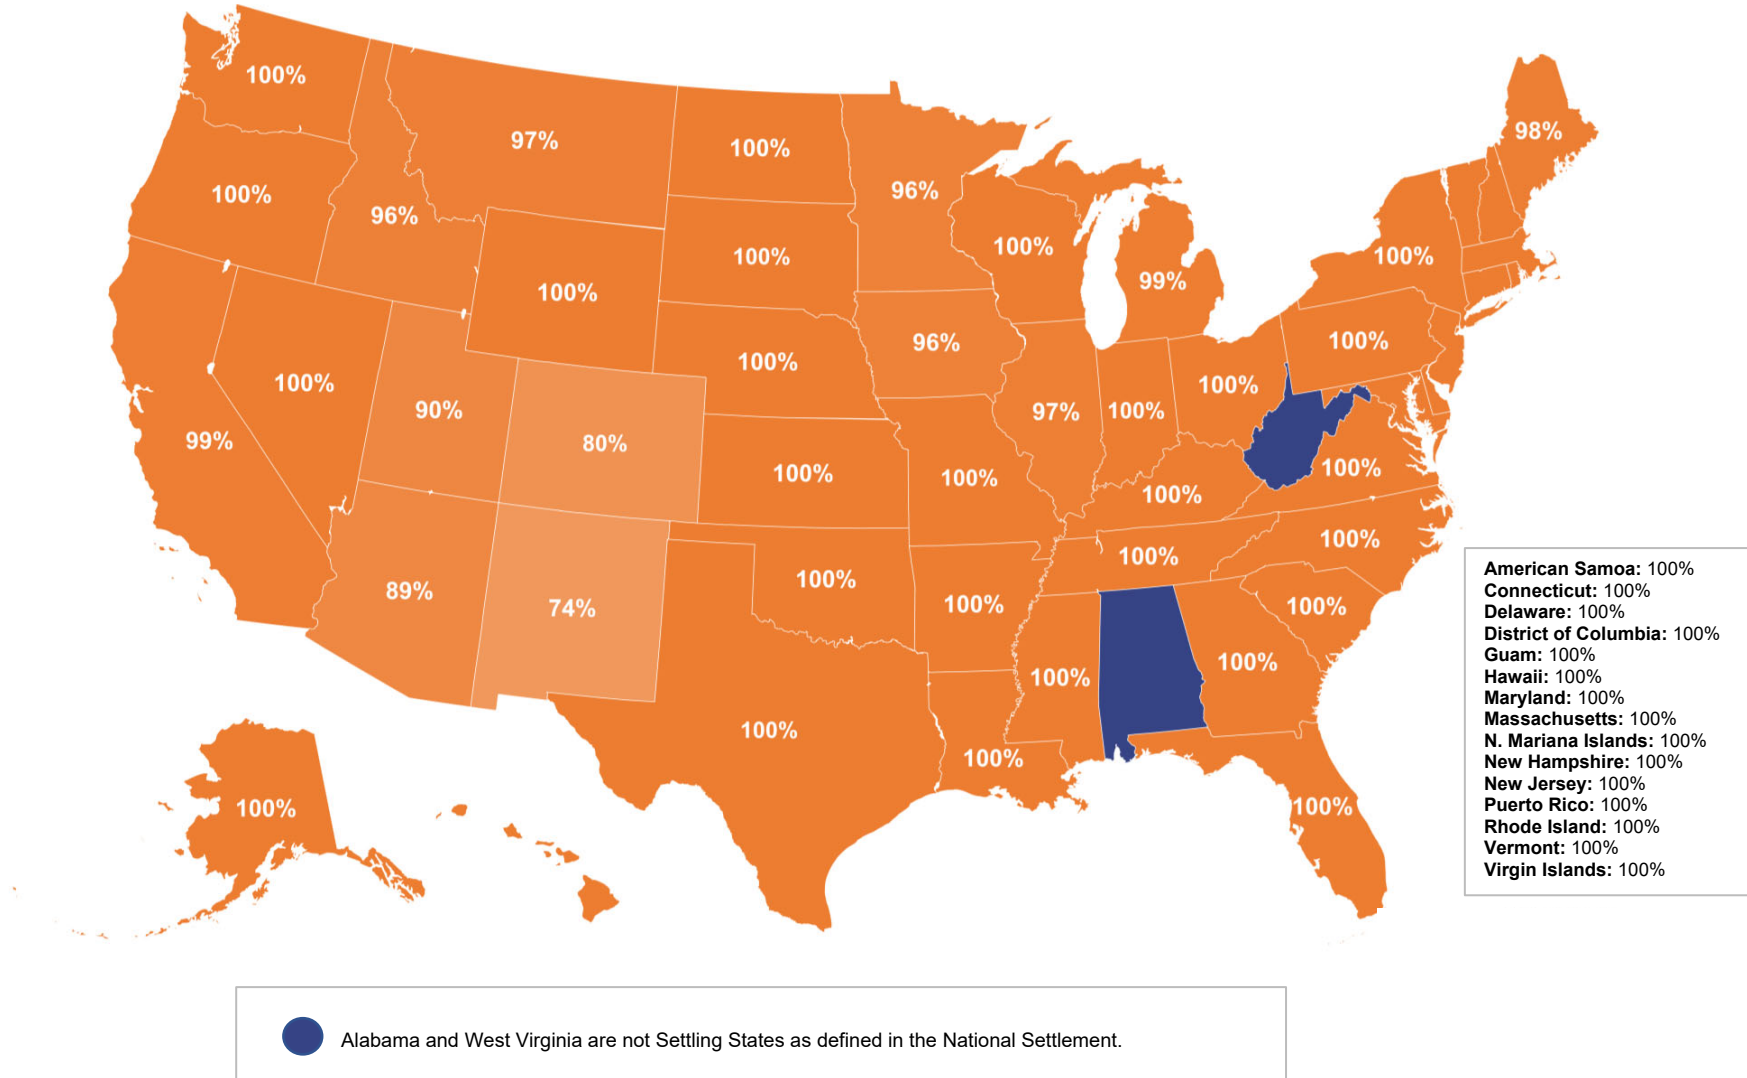 100%
97%
100%
98%
100%
96%
96%
100%
100%
100%
100%
99%
100%
100%
96%
100%
100%
100%
90%
80%
97%
100%
99%
100%
100%
100%
100%
100%
100%
89%
74%
100%
100%
100%
100%
100%
100%
100%
100%
100%
100%
American Samoa: 100%
Connecticut: 100%
Delaware: 100%
District of Columbia: 100%
Guam: 100%
Hawaii: 100%
Maryland: 100%
Massachusetts: 100%
N. Mariana Islands: 100%
New Hampshire: 100%
New Jersey: 100%
Puerto Rico: 100%
Rhode Island: 100%
Vermont: 100%
Virgin Islands: 100%
Alabama and West Virginia are not Settling States as defined in the National Settlement.